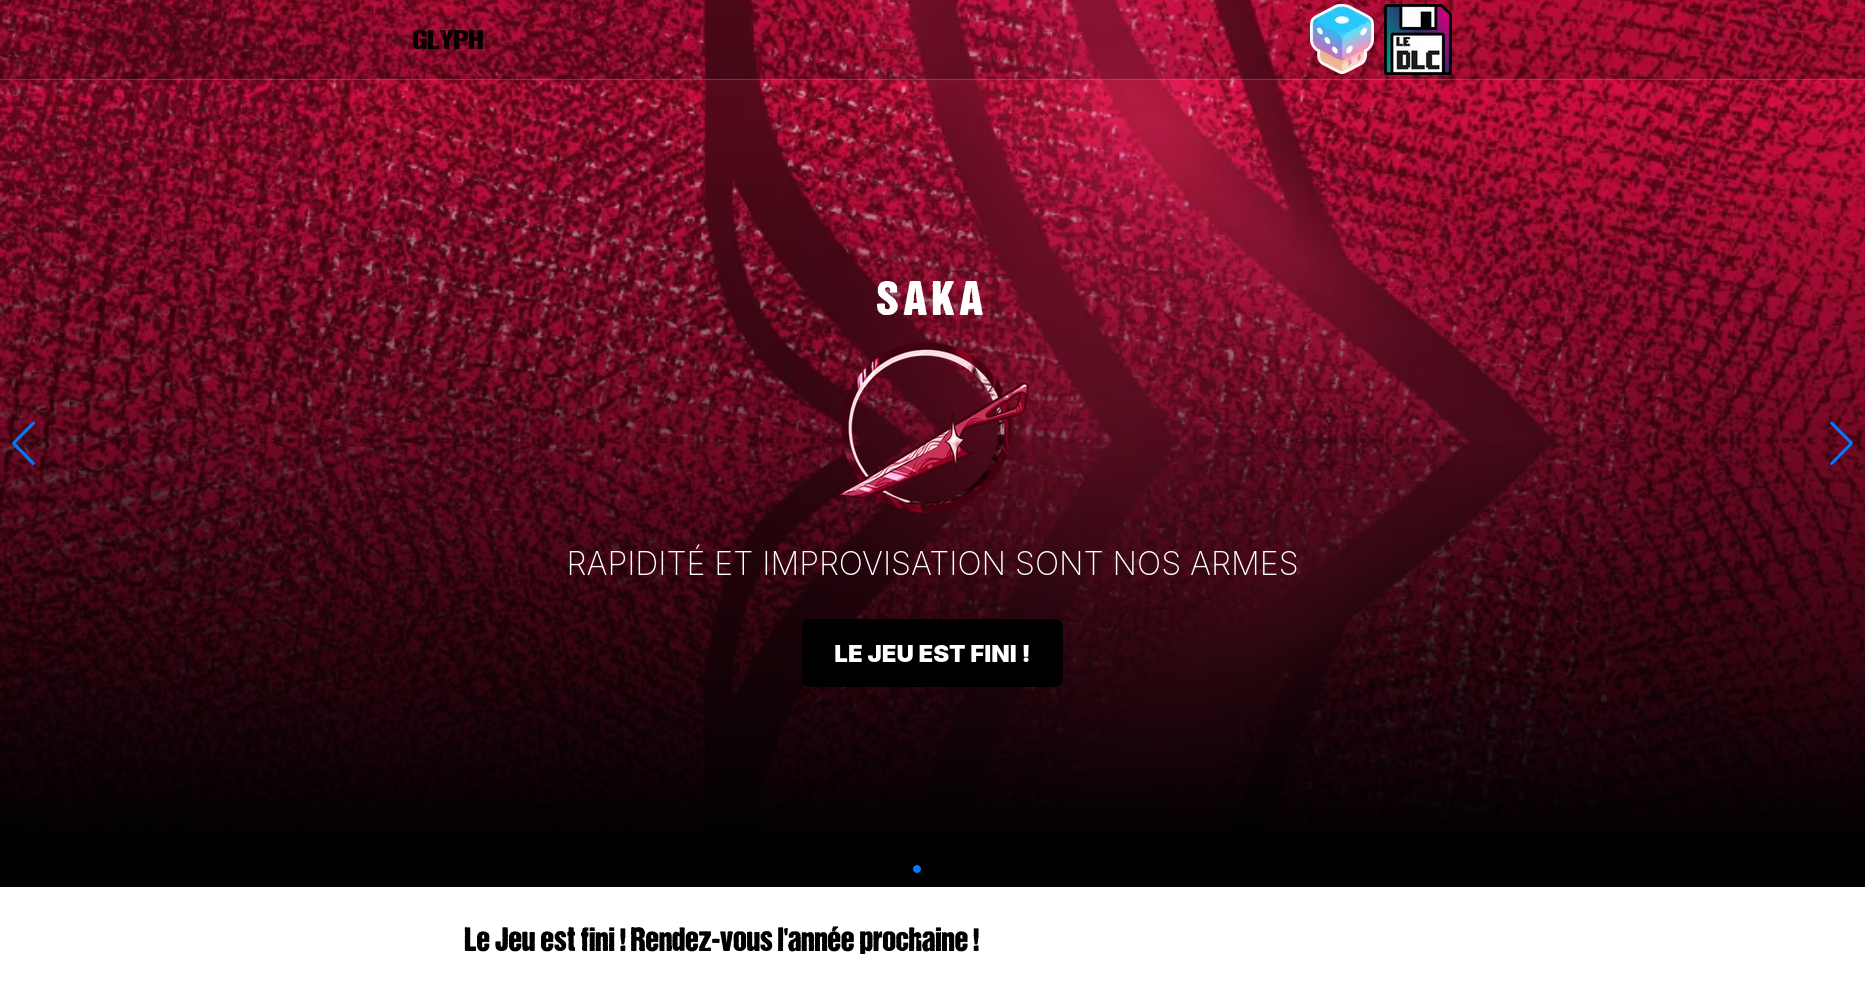 GLYPH
LE
DLC
SAKA
RAPIDITÉ ET IMPROVISATION SONT NOS ARMES
LE JEU EST FINI !
Le Jeu est fini ! Rendez-vous l'année prochaine !